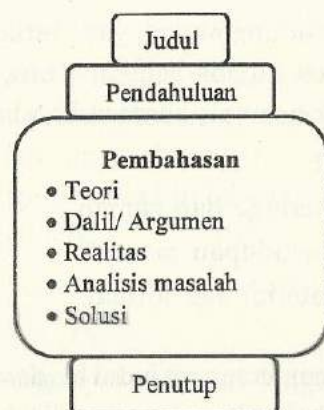 Judul
Pendahuluan
Pembahasan
• Teori
• Dalil/ Argumen
• Realitas
• Analisis masalah
• Solusi
Penutup